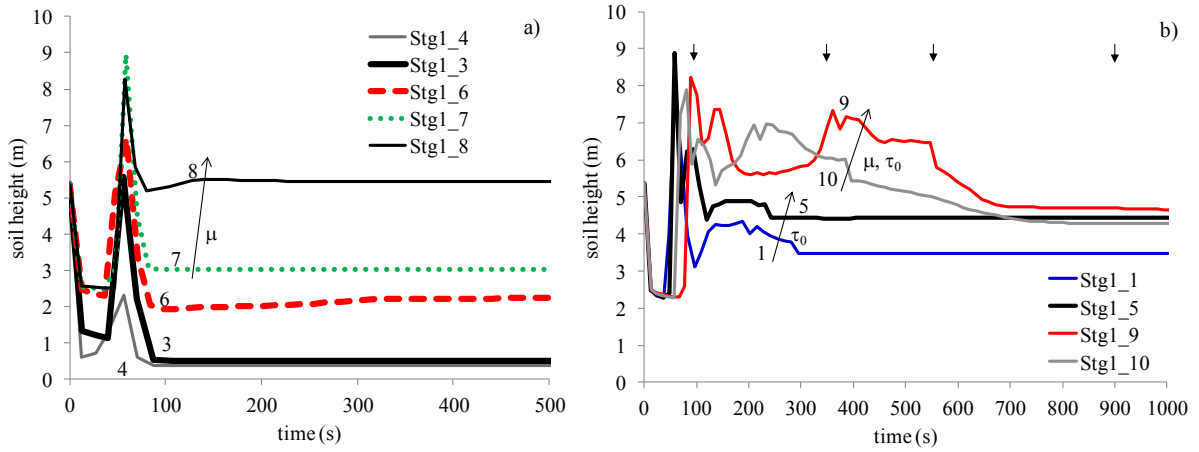 a)
soil height (m)
10
9
8
7
6
5
4
3
2
1
0
Stg1_4
Stg1_3
Stg1_6
Stg1_7
Stg1_8
8
μ
7
6
3
4
0 100 200 300 400 500
time (s)
b)
soil height (m)
10
9
8
7
6
5
4
3
2
1
0
9
10
μ, τ0
5
1
τ0
Stg1_1
Stg1_5
Stg1_9
Stg1_10
0 100 200 300 400 500 600 700 800 900 1000
time (s)